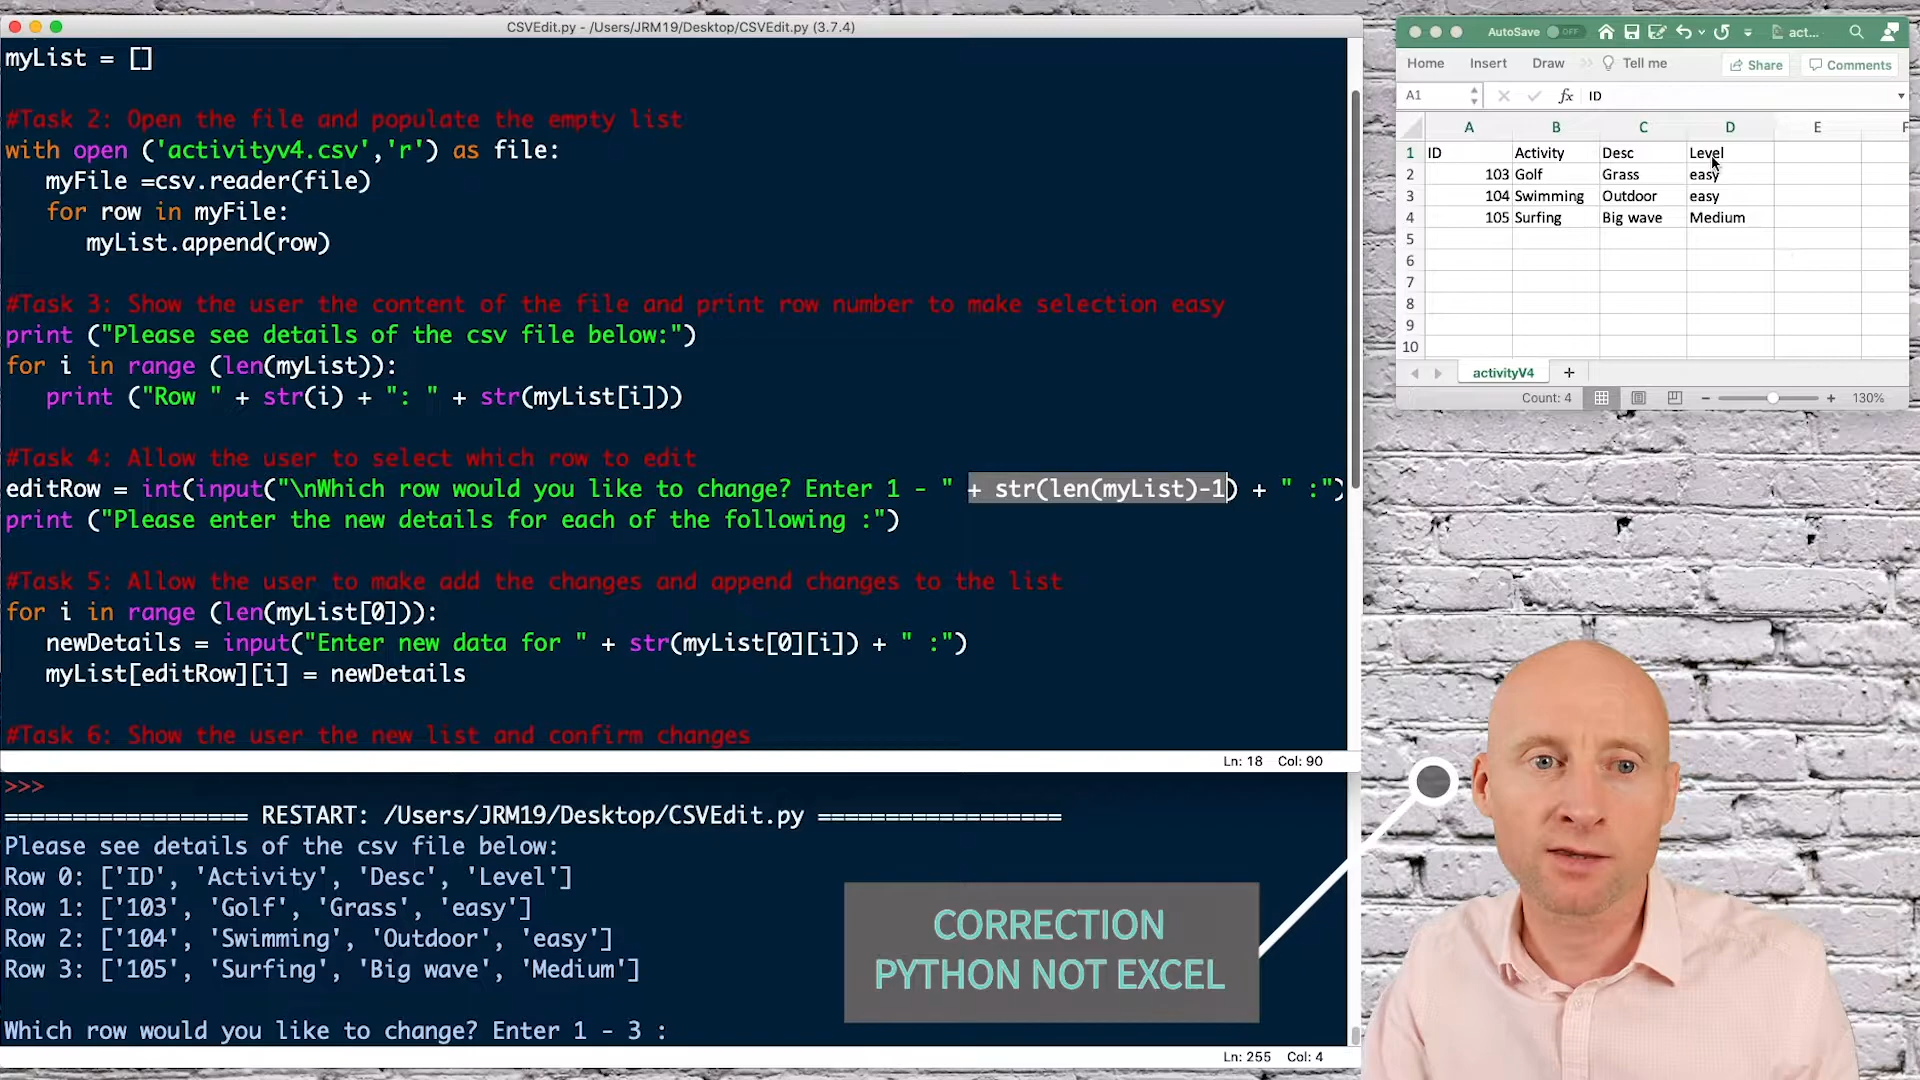 CSVEdit.py - /Users/JRM19/Desktop/CSVEdit.py (3.7.4)
myList = []
#Task 2: Open the file and populate the empty list
with open ('activityv4.csv','r') as file:
myFile =csv.reader(file)
for row in myFile:
myList.append(row)
#Task 3: Show the user the content of the file and print row number to make selection easy
print ("Please see details of the csv file below:")
for i in range (len(myList)):
print ("Row " + str(i) + ": " + str(myList[i]))
#Task 4: Allow the user to select which row to edit
editRow = int(input("\nWhich row would you like to change? Enter 1 - " + str(len(myList)-1) + " :")
print ("Please enter the new details for each of the following :")
#Task 5: Allow the user to make add the changes and append changes to the list
for i in range (len(myList[0])):
newDetails = input("Enter new data for " + str(myList[0][i]) + " :")
myList[editRow][i] = newDetails
#Task 6: Show the user the new list and confirm changes
Ln: 18 Col: 90
>>>
================== RESTART: /Users/JRM19/Desktop/CSVEdit.py ==================
Please see details of the csv file below:
Row 0: ['ID', 'Activity', 'Desc', 'Level']
Row 1: ['103', 'Golf', 'Grass', 'easy']
Row 2: ['104', 'Swimming', 'Outdoor', 'easy']
Row 3: ['105', 'Surfing', 'Big wave', 'Medium']
Which row would you like to change? Enter 1 - 3 :
Ln: 255 Col: 4
CORRECTION
PYTHON NOT EXCEL
AutoSave OFF act...
Home Insert Draw Tell me Share Comments
A1 fx ID
A B C D E F
1 ID Activity Desc Level
2 103 Golf Grass easy
3 104 Swimming Outdoor easy
4 105 Surfing Big wave Medium
5
6
7
8
9
10
activityV4 +
Count: 4 - + 130%